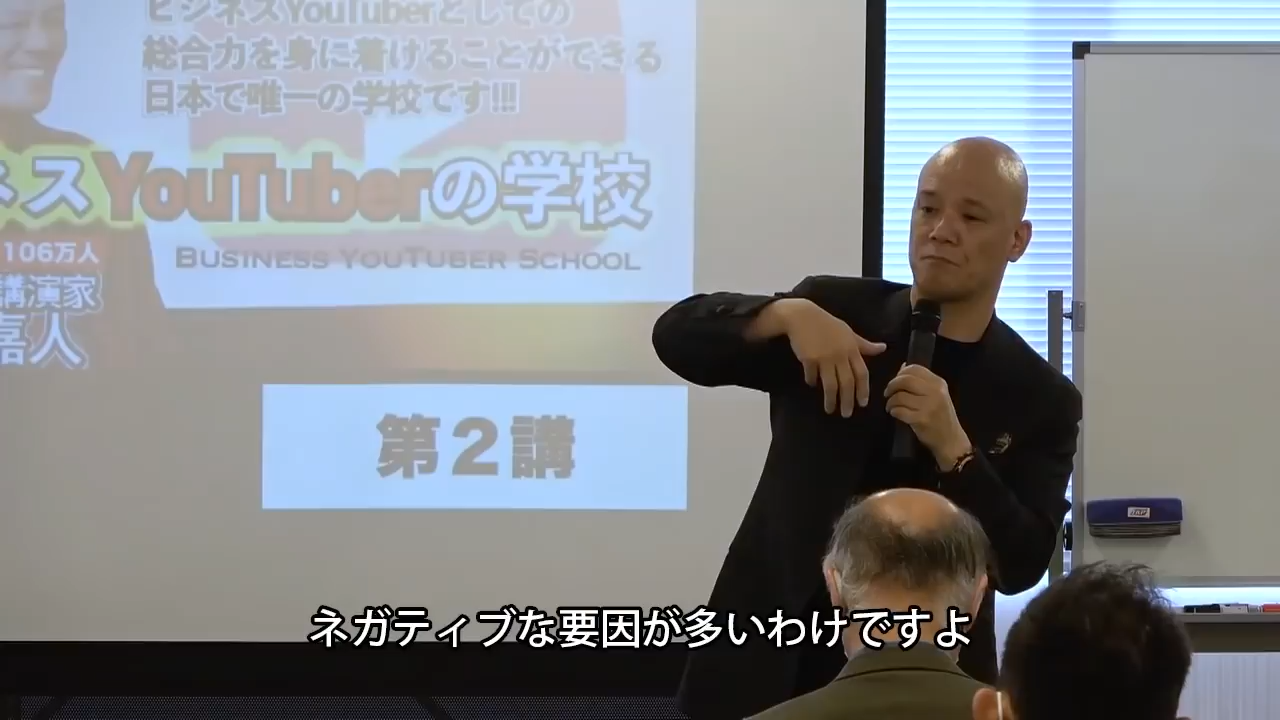 ビジネスYouTuberとしての
総合力を身に着けることができる
日本で唯一の学校です!!!
ネスYouTuberの学校
106万人
BUSINESS YOUTUBER SCHOOL
講演家
嘉人
第2講
ネガティブな要因が多いわけですよ